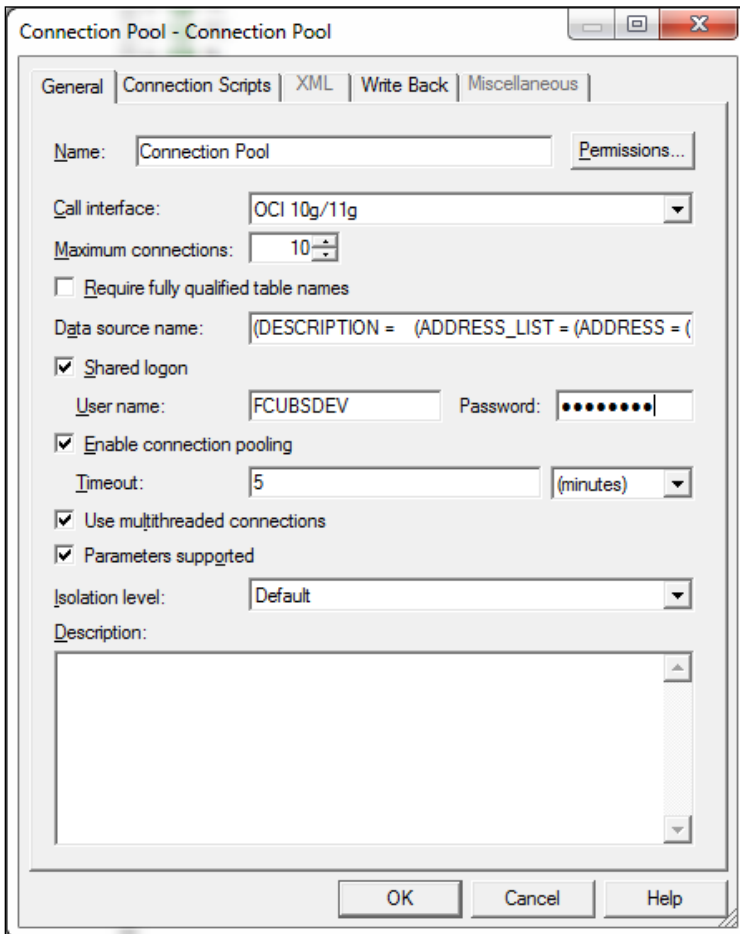 Connection Pool - Connection Pool
General Connection Scripts XML Write Back Miscellaneous
Name: Connection Pool Permissions...
Call interface: OCI 10g/11g
Maximum connections: 10
Require fully qualified table names
Data source name: (DESCRIPTION = (ADDRESS_LIST = (ADDRESS = (
Shared logon
User name: FCUBSDEV Password: ●●●●●●●●
Enable connection pooling
Timeout: 5 (minutes)
Use multithreaded connections
Parameters supported
Isolation level: Default
Description:
OK Cancel Help